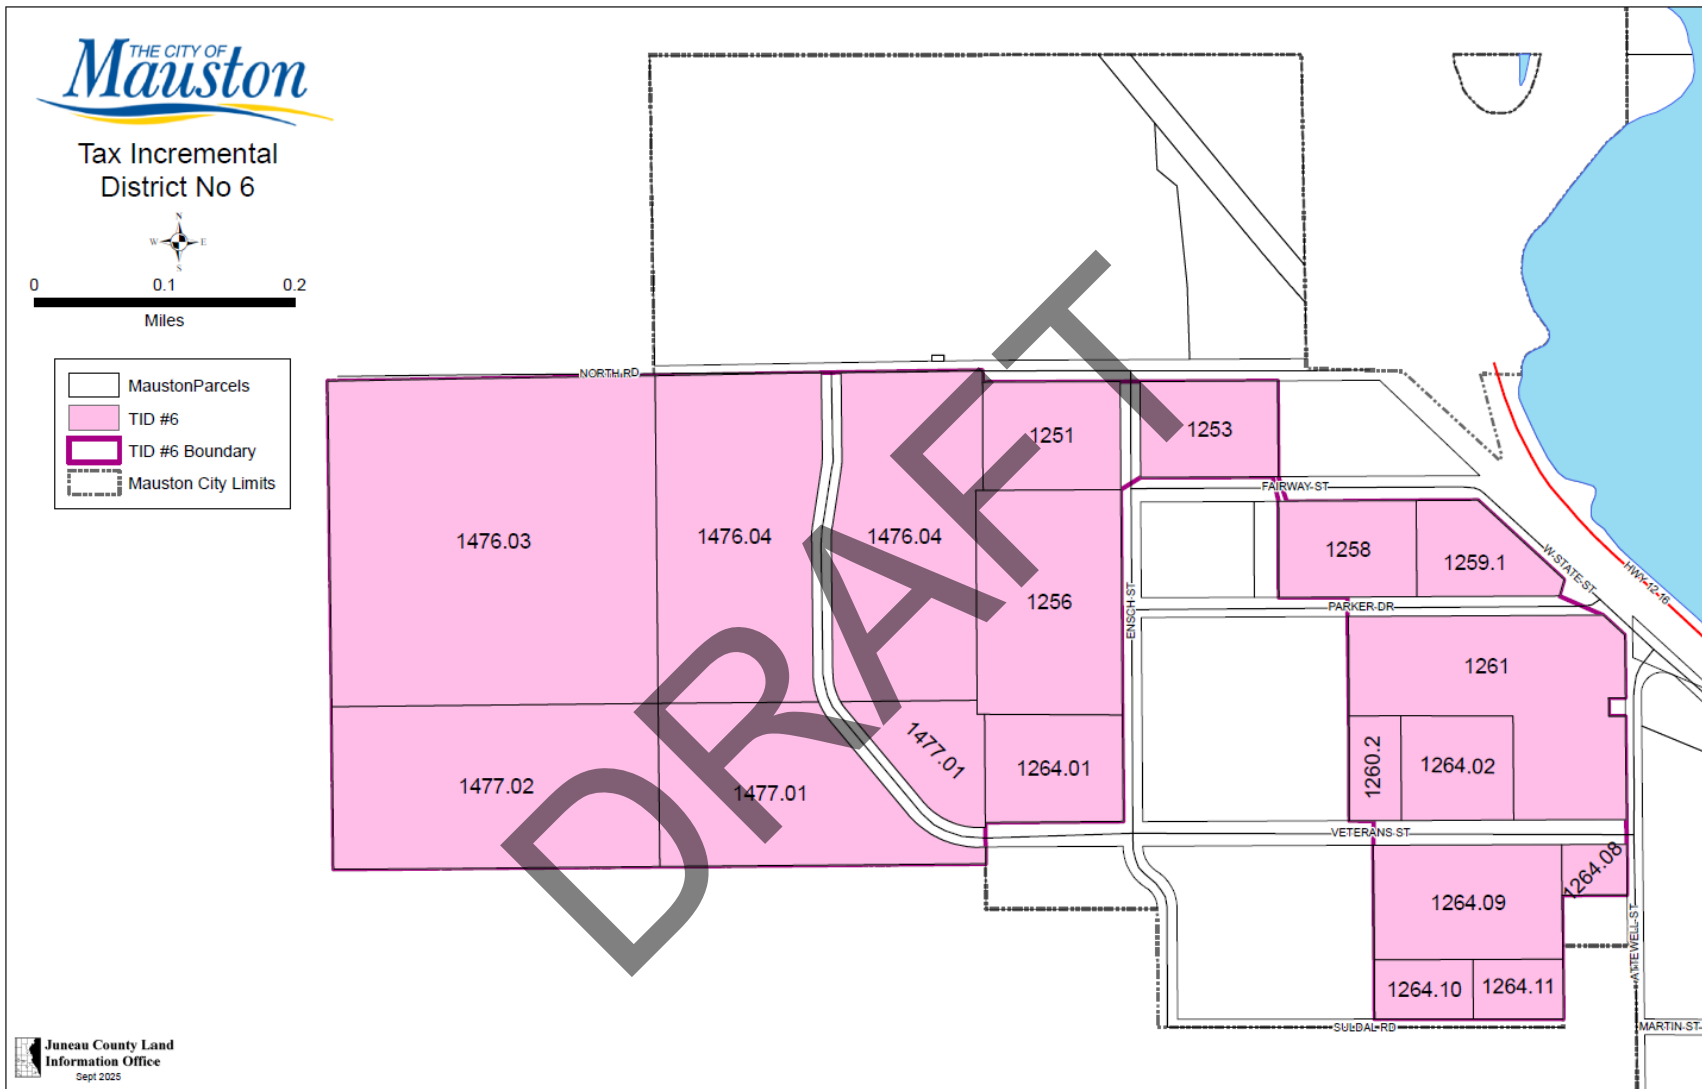 THE CITY OF
Mauston
Tax Incremental
District No 6
N
W E
S
0 0.1 0.2
Miles
MaustonParcels
TID #6
TID #6 Boundary
Mauston City Limits
NORTH RD
1251
1253
FAIRWAY ST
1476.03
1476.04
1476.04
1258
1259.1
W STATE ST
HWY 12 16
1256
ENSCH ST
PARKER DR
1261
1477.02
1477.01
1477.01
1264.01
1260.2
1264.02
VETERANS ST
1264.08
1264.09
1264.10
1264.11
ATTEWELL ST
SULDAL RD
MARTIN ST
DRAFT
Juneau County Land
Information Office
Sept 2025